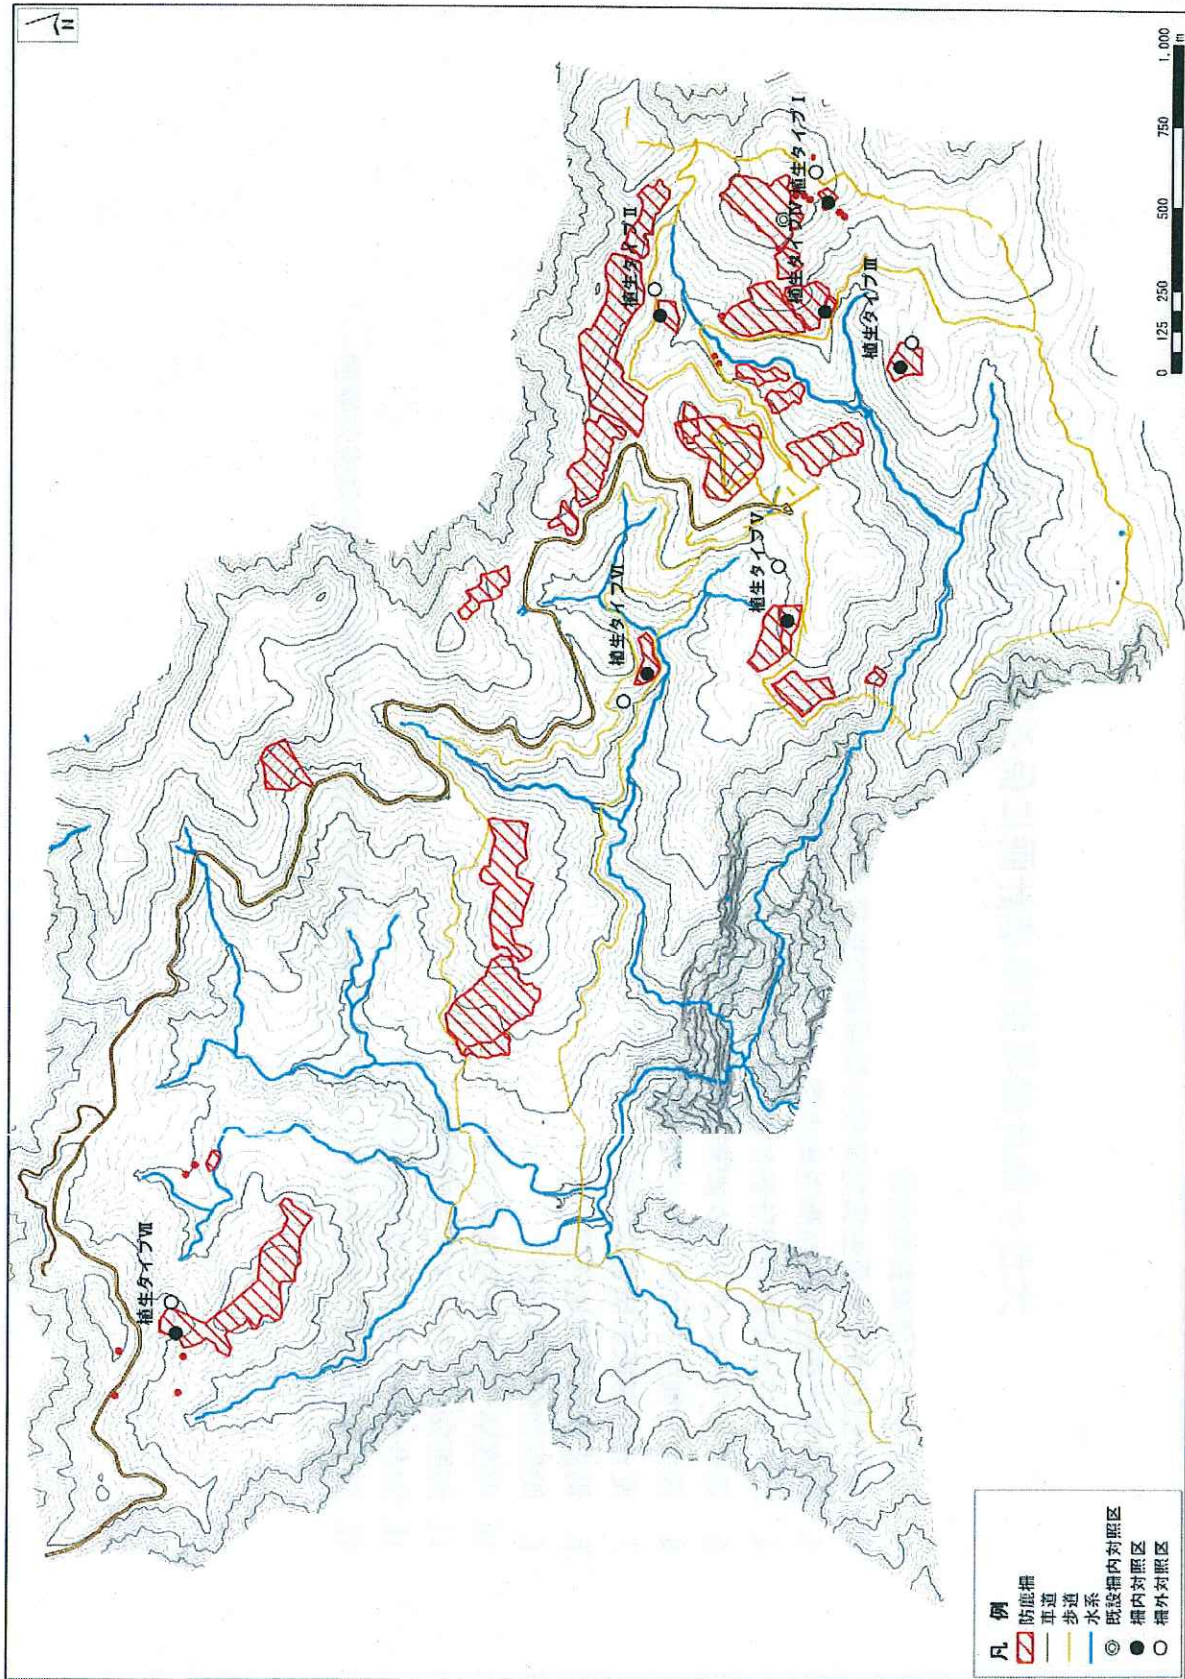 N
植生タイプⅠ
植生タイプⅡ
植生タイプⅣ
植生タイプⅢ
植生タイプⅤ
植生タイプⅥ
植生タイプⅦ
凡 例
防鹿柵
車道
歩道
水系
既設柵内対照区
柵内対照区
柵外対照区
0 125 250 500 750 1,000
m